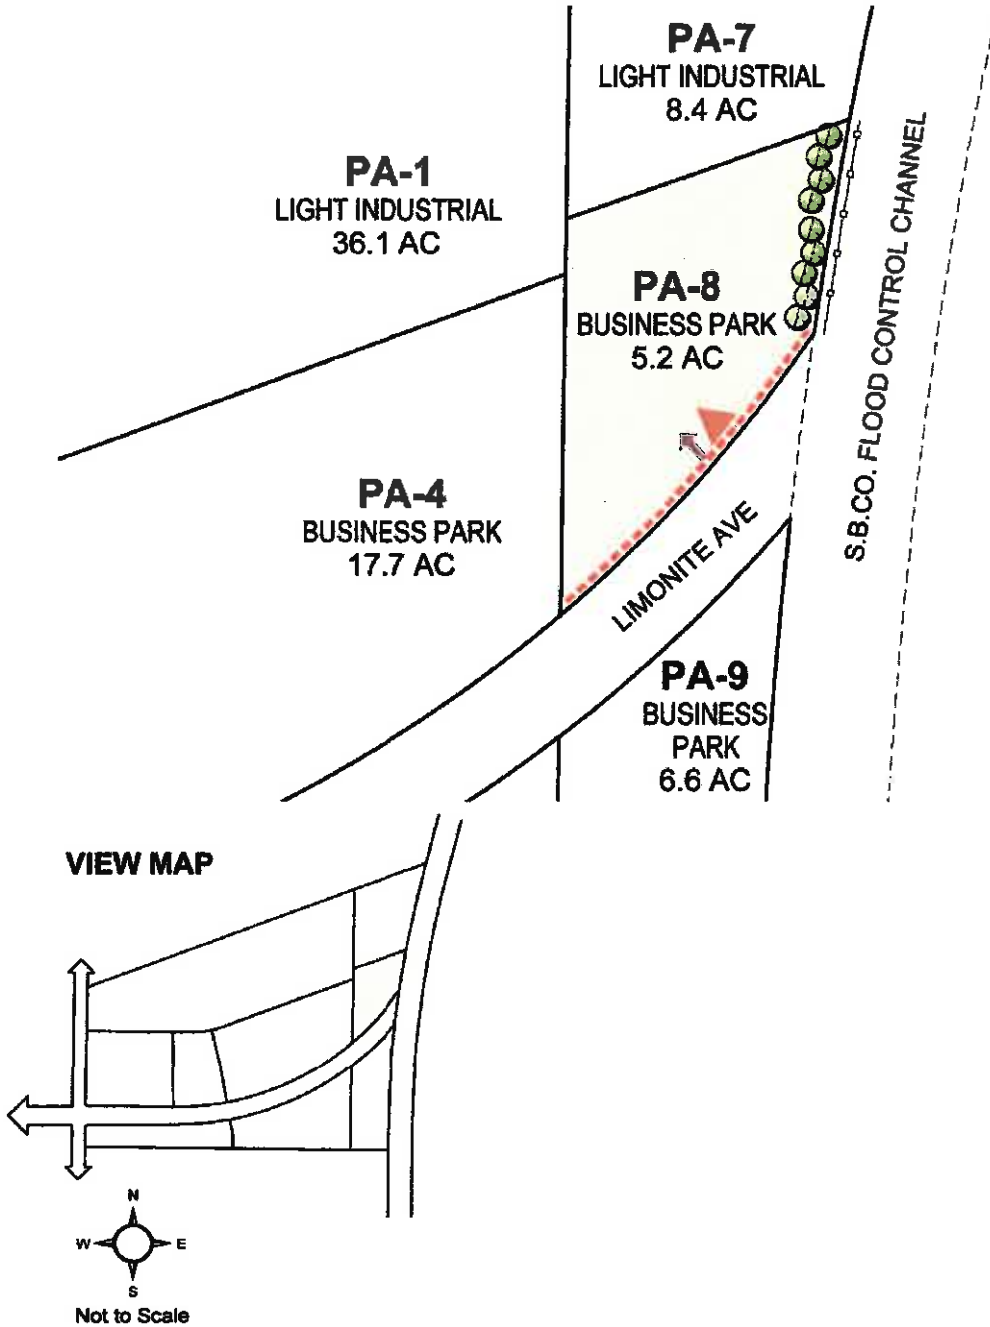 PA-7
LIGHT INDUSTRIAL
8.4 AC
PA-1
LIGHT INDUSTRIAL
36.1 AC
S.B.CO. FLOOD CONTROL CHANNEL
PA-8
BUSINESS PARK
5.2 AC
PA-4
BUSINESS PARK
17.7 AC
LIMONITE AVE
PA-9
BUSINESS
PARK
6.6 AC
VIEW MAP
N
W E
S
Not to Scale